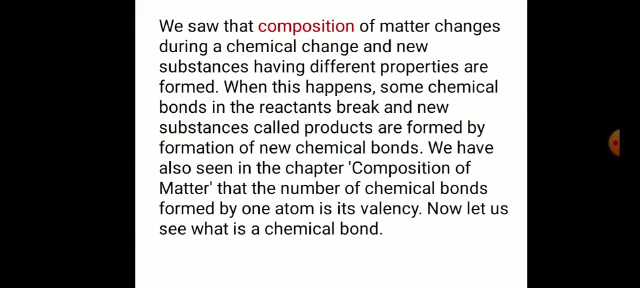 We saw that composition of matter changes
during a chemical change and new
substances having different properties are
formed. When this happens, some chemical
bonds in the reactants break and new
substances called products are formed by
formation of new chemical bonds. We have
also seen in the chapter 'Composition of
Matter' that the number of chemical bonds
formed by one atom is its valency. Now let us
see what is a chemical bond.